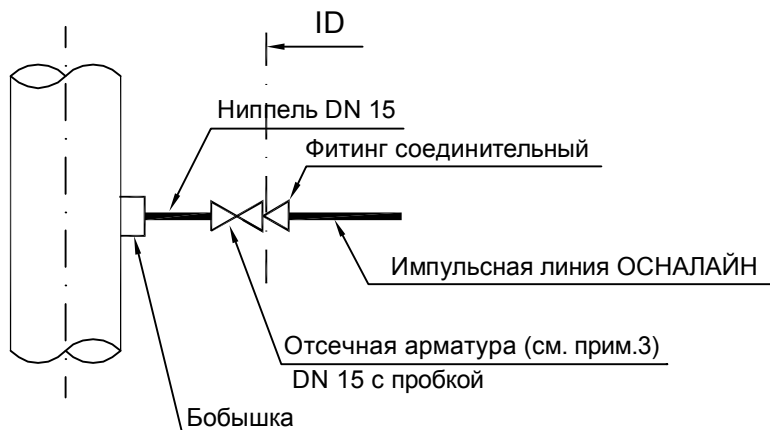 ID
Ниппель DN 15
Фитинг соединительный
Импульсная линия ОСНАЛАЙН
Отсечная арматура (см. прим.3)
DN 15 с пробкой
Бобышка